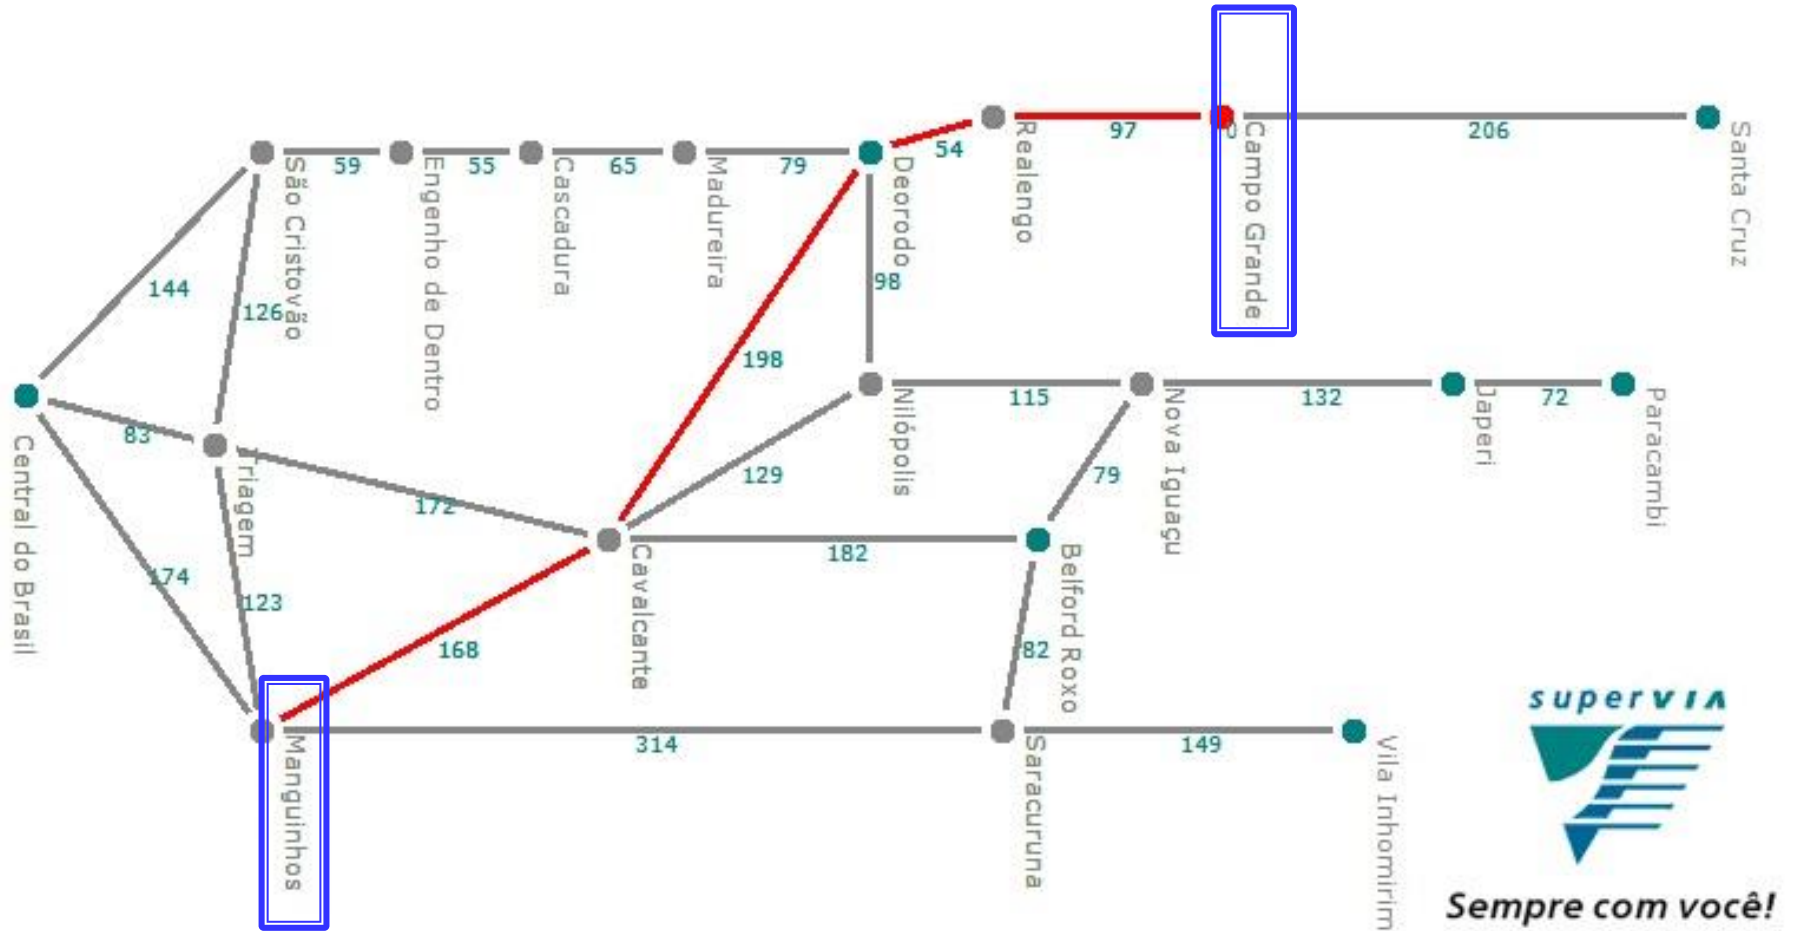 97
0
206
54
59
55
65
79
São Cristovão
Engenho de Dentro
Cascadura
Madureira
Deorodo
Realengo
Campo Grande
Santa Cruz
144
126
98
198
115
132
72
Nilópolis
Nova Iguaçu
Japeri
Paracambi
83
Central do Brasil
Triagem
172
129
79
182
174
123
168
Cavalcante
Belford Roxo
82
314
149
Manguinhos
Saracuruna
Vila Inhomirim
superVIA
Sempre com você!